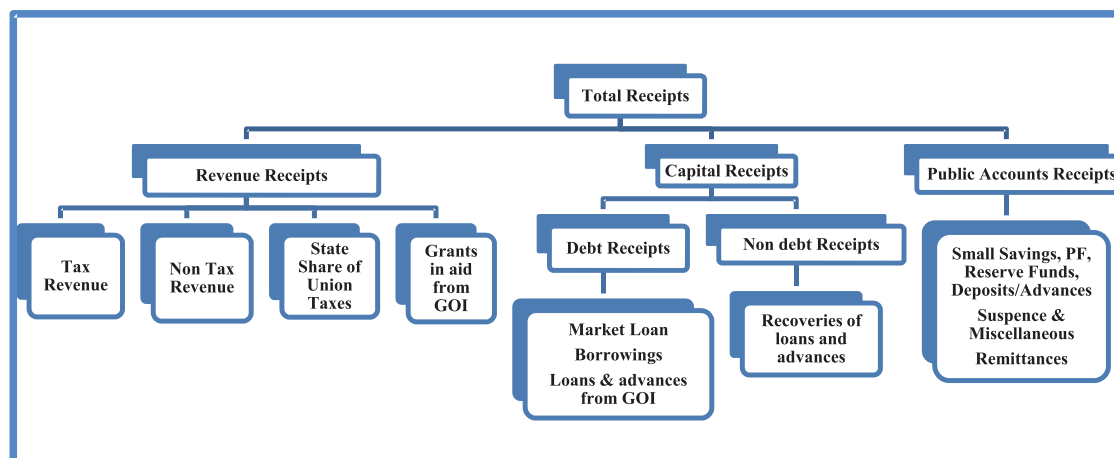 Total Receipts
Revenue Receipts
Capital Receipts
Public Accounts Receipts
Tax
Revenue
Non Tax
Revenue
State
Share of
Union
Taxes
Grants
in aid
from
GOI
Debt Receipts
Non debt Receipts
Market Loan
Borrowings
Loans & advances
from GOI
Recoveries of
loans and
advances
Small Savings, PF,
Reserve Funds,
Deposits/Advances
Suspense &
Miscellaneous
Remittances